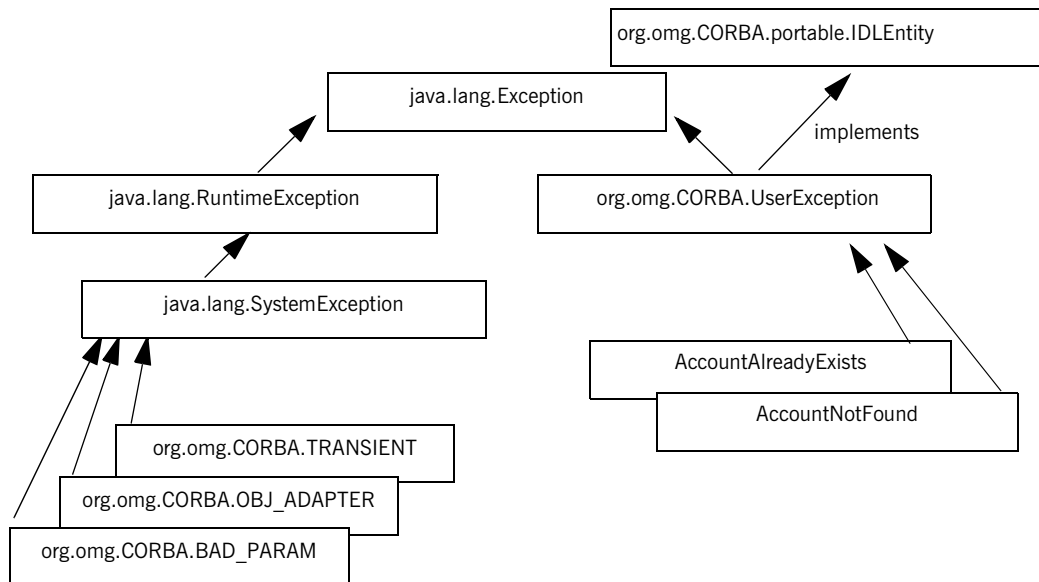 org.omg.CORBA.portable.IDLEntity
java.lang.Exception
implements
java.lang.RuntimeException
org.omg.CORBA.UserException
java.lang.SystemException
AccountAlreadyExists
AccountNotFound
org.omg.CORBA.TRANSIENT
org.omg.CORBA.OBJ_ADAPTER
org.omg.CORBA.BAD_PARAM